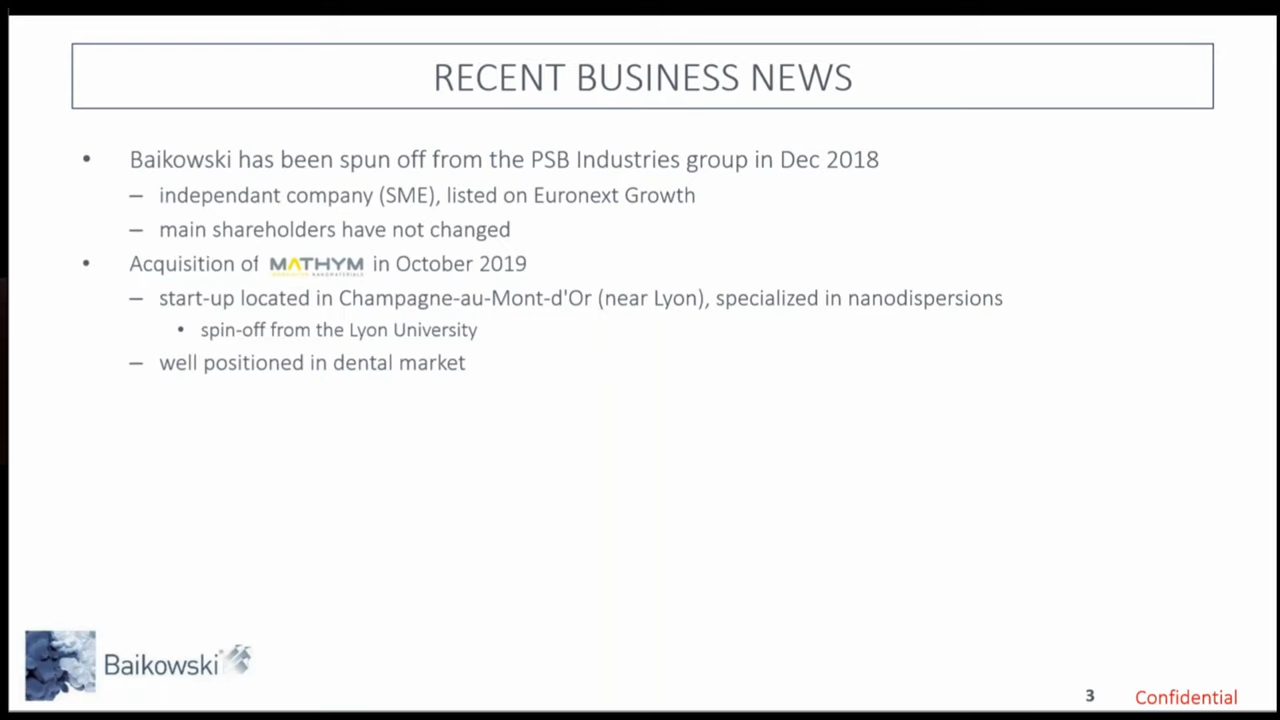 RECENT BUSINESS NEWS
• Baikowski has been spun off from the PSB Industries group in Dec 2018
– independant company (SME), listed on Euronext Growth
– main shareholders have not changed
• Acquisition of MATHYM in October 2019
– start-up located in Champagne-au-Mont-d'Or (near Lyon), specialized in nanodispersions
• spin-off from the Lyon University
– well positioned in dental market
Baikowski
3 Confidential